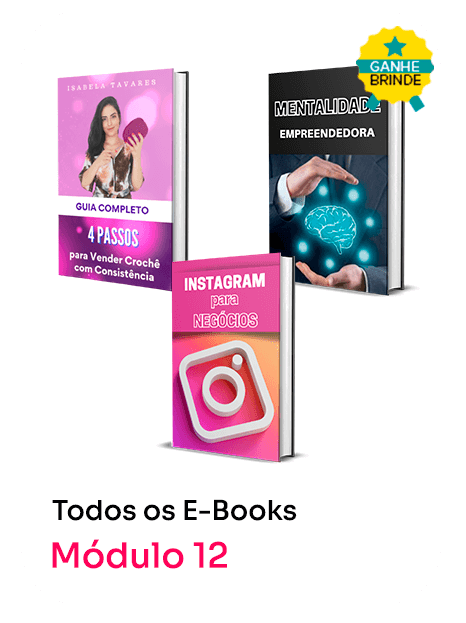 GANHE
BRINDE
ISABELA TAVARES
GUIA COMPLETO
4 PASSOS
para Vender Crochê
com Consistência
MENTALIDADE
EMPREENDEDORA
INSTAGRAM
para
NEGÓCIOS
Todos os E-Books
Módulo 12